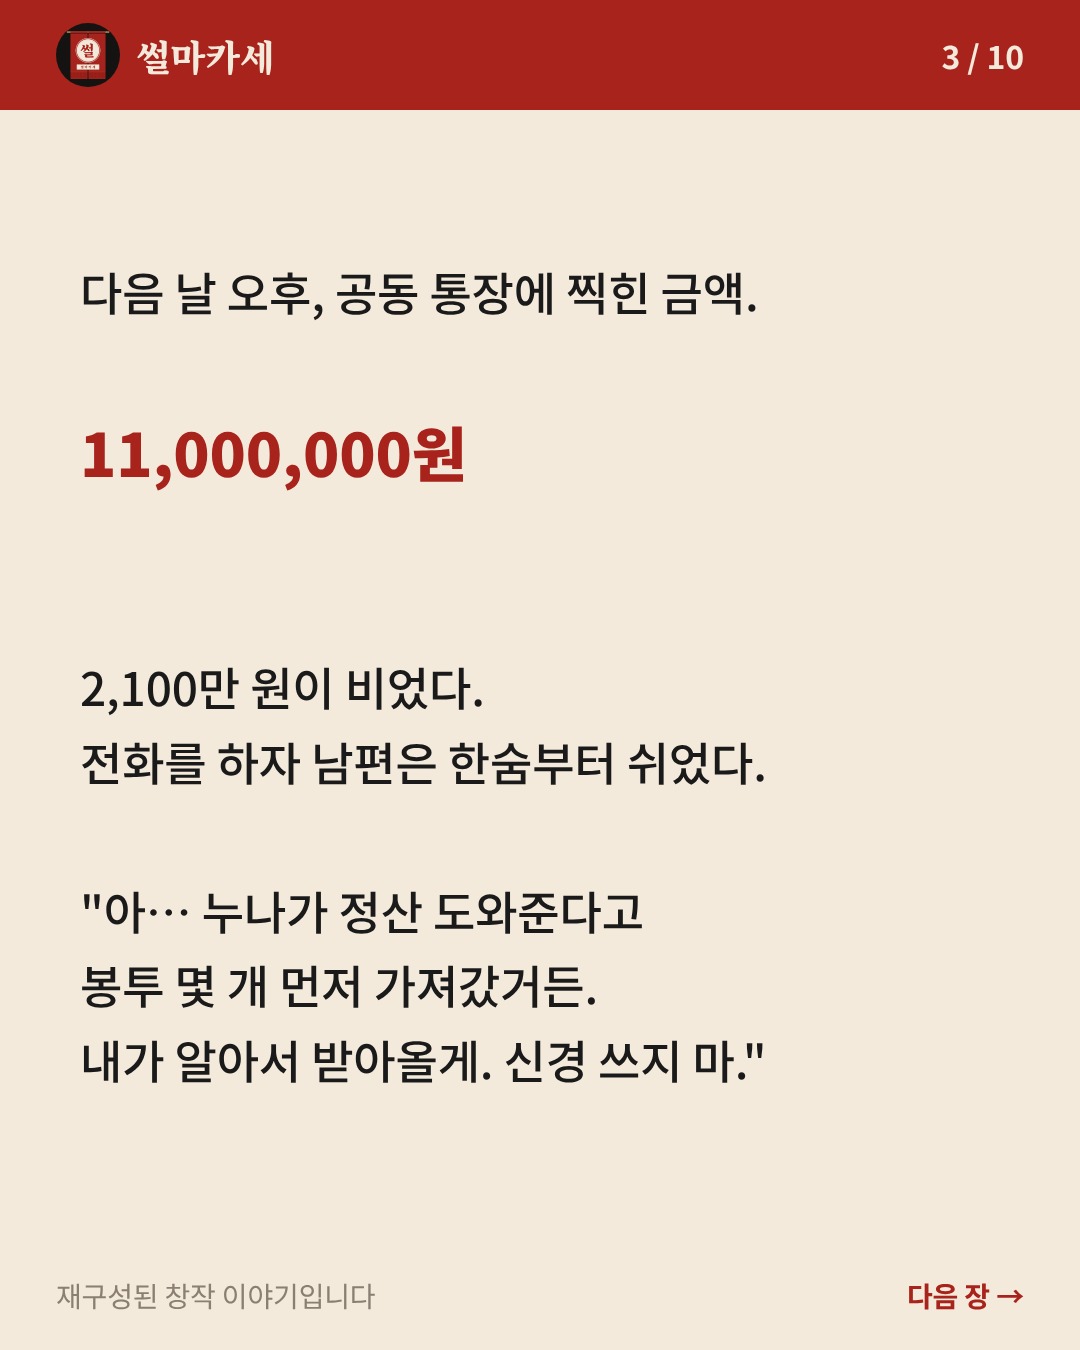 썰
썰마카세
3 / 10
다음 날 오후, 공동 통장에 찍힌 금액.
11,000,000원
2,100만 원이 비었다.
전화를 하자 남편은 한숨부터 쉬었다.
"아… 누나가 정산 도와준다고
봉투 몇 개 먼저 가져갔거든.
내가 알아서 받아올게. 신경 쓰지 마."
재구성된 창작 이야기입니다
다음 장 →